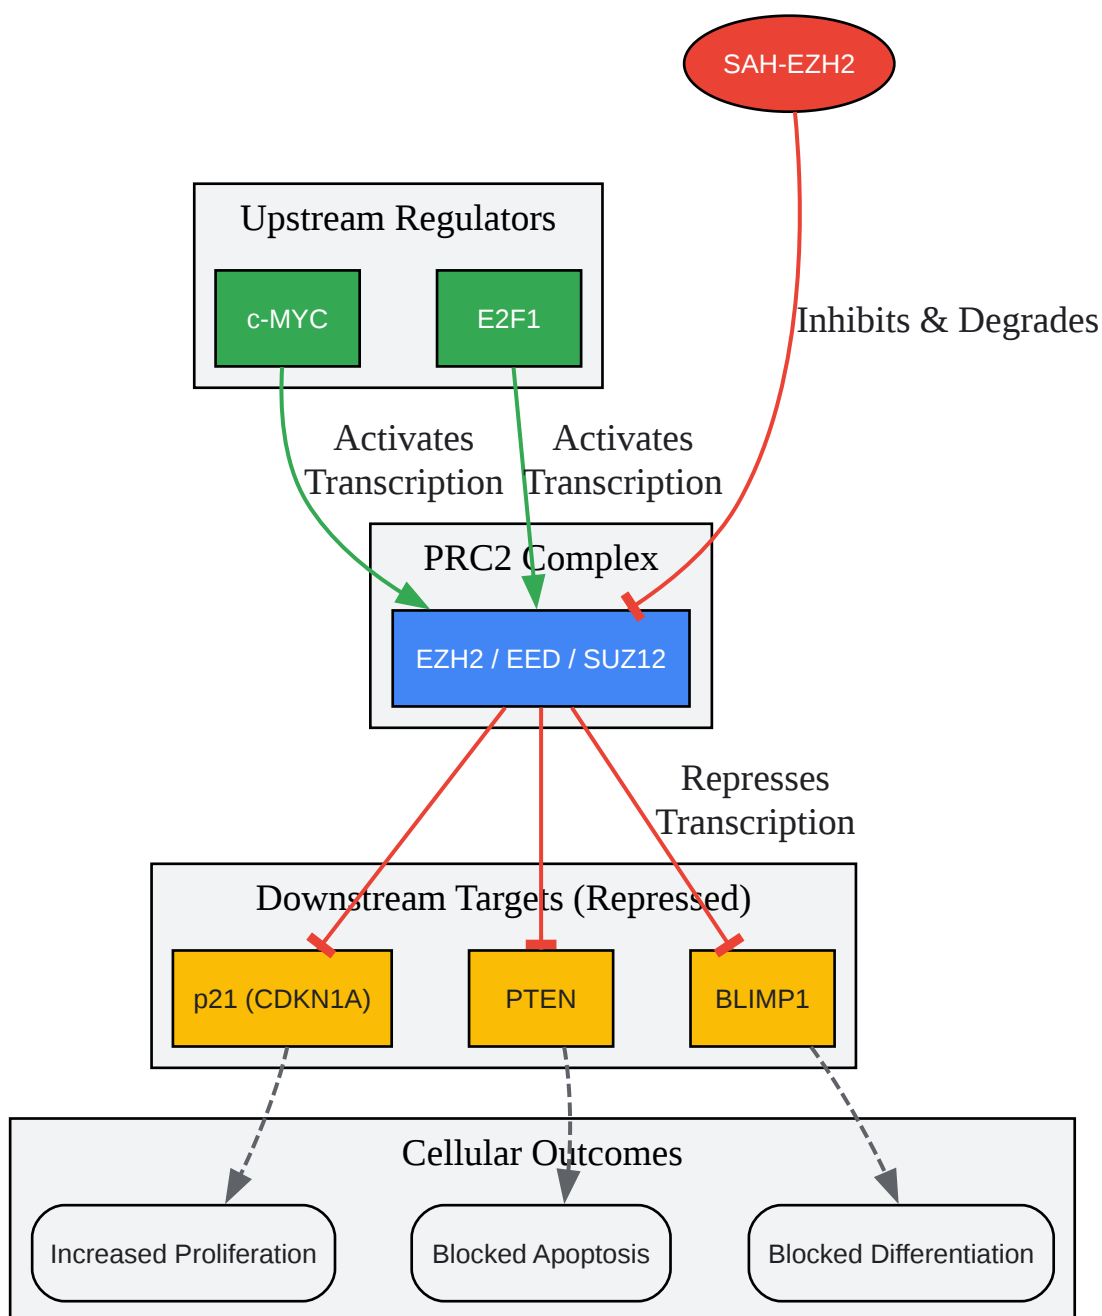 SAH-EZH2
Upstream Regulators
c-MYC
E2F1
Inhibits & Degrades
Activates
Transcription
Activates
Transcription
PRC2 Complex
EZH2 / EED / SUZ12
Represses
Transcription
Downstream Targets (Repressed)
p21 (CDKN1A)
PTEN
BLIMP1
Cellular Outcomes
Increased Proliferation
Blocked Apoptosis
Blocked Differentiation